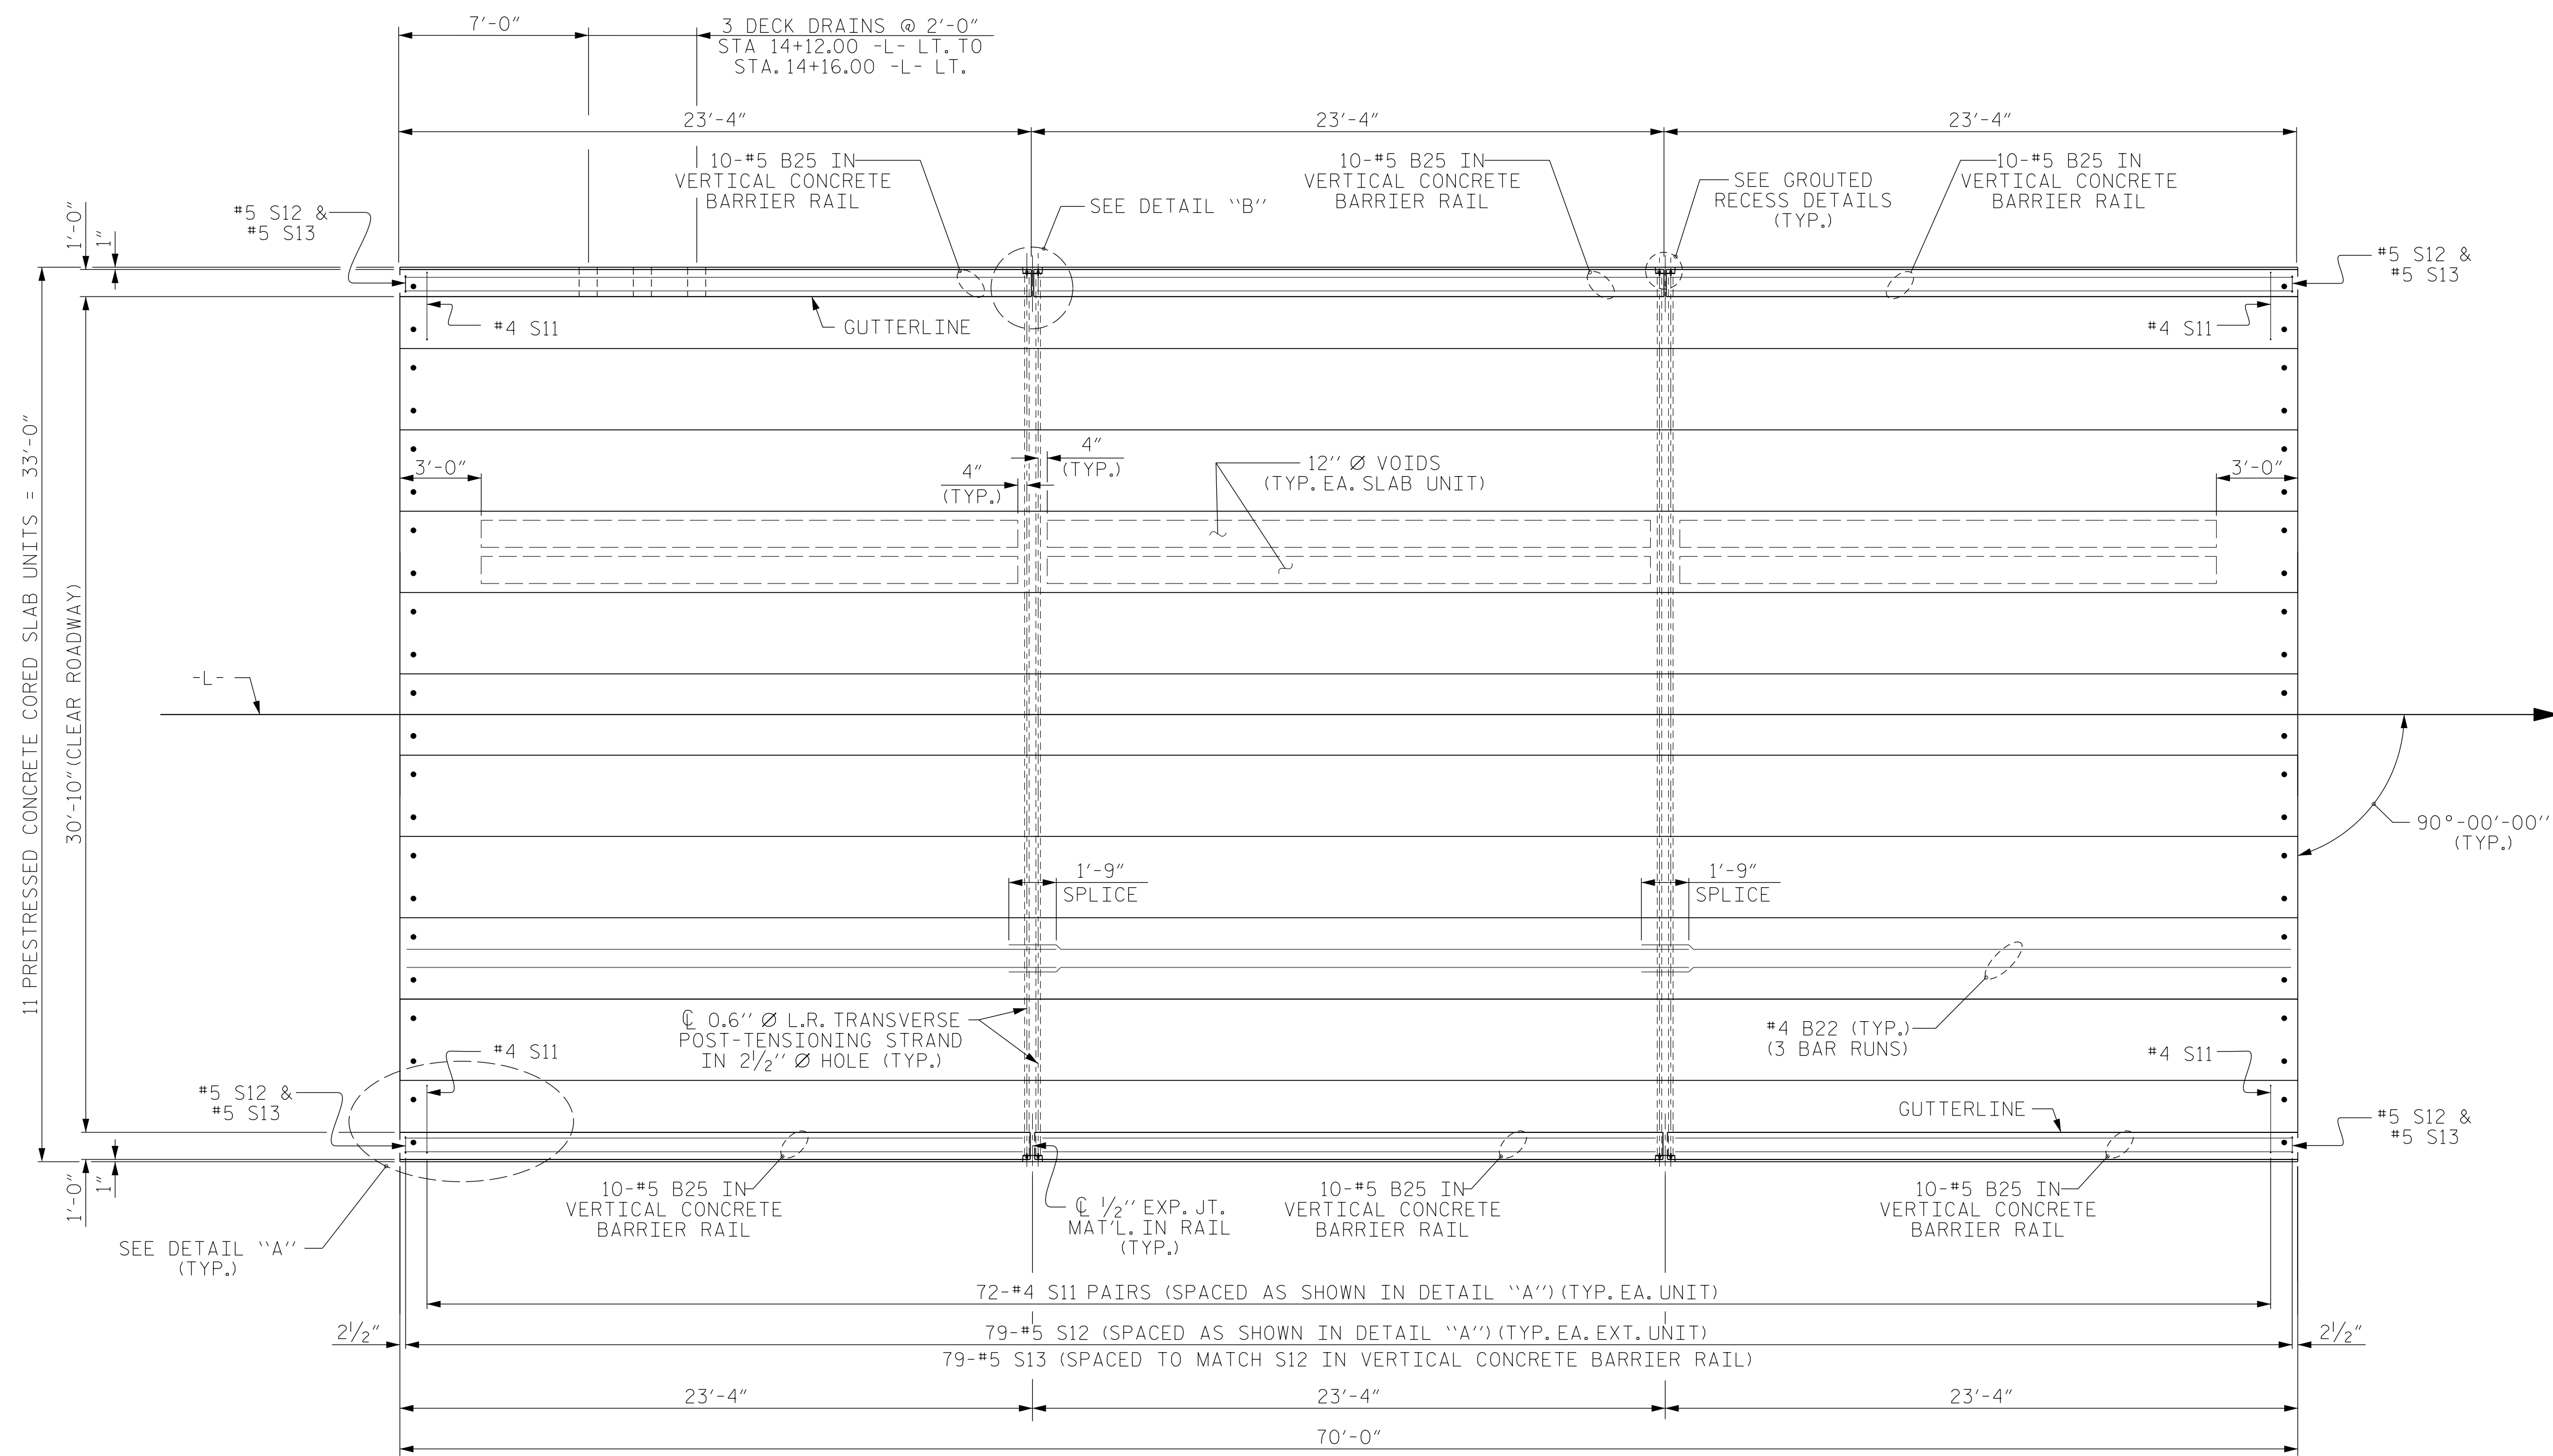 7'-0"
3 DECK DRAINS @ 2'-0"
STA 14+12.00 -L- LT. TO
STA. 14+16.00 -L- LT.
23'-4"
23'-4"
23'-4"
10-#5 B25 IN
VERTICAL CONCRETE
BARRIER RAIL
10-#5 B25 IN
VERTICAL CONCRETE
BARRIER RAIL
10-#5 B25 IN
VERTICAL CONCRETE
BARRIER RAIL
SEE DETAIL ``B''
SEE GROUTED
RECESS DETAILS
(TYP.)
#5 S12 &
#5 S13
1'-0"
1"
#5 S12 &
#5 S13
#4 S11
GUTTERLINE
#4 S11
11 PRESTRESSED CONCRETE CORED SLAB UNITS = 33'-0"
30'-10" (CLEAR ROADWAY)
3'-0"
4"
(TYP.)
4"
(TYP.)
12'' Ø VOIDS
(TYP. EA. SLAB UNIT)
3'-0"
-L-
90°-00'-00''
(TYP.)
1'-9"
SPLICE
1'-9"
SPLICE
℄ 0.6'' Ø L.R. TRANSVERSE
POST-TENSIONING STRAND
IN 2 1/2'' Ø HOLE (TYP.)
#4 B22 (TYP.)
(3 BAR RUNS)
#4 S11
#4 S11
#5 S12 &
#5 S13
GUTTERLINE
#5 S12 &
#5 S13
1'-0"
1"
10-#5 B25 IN
VERTICAL CONCRETE
BARRIER RAIL
℄ 1/2'' EXP. JT.
MAT'L. IN RAIL
(TYP.)
10-#5 B25 IN
VERTICAL CONCRETE
BARRIER RAIL
10-#5 B25 IN
VERTICAL CONCRETE
BARRIER RAIL
SEE DETAIL ``A''
(TYP.)
72-#4 S11 PAIRS (SPACED AS SHOWN IN DETAIL ``A'') (TYP. EA. UNIT)
2 1/2"
79-#5 S12 (SPACED AS SHOWN IN DETAIL ``A'') (TYP. EA. EXT. UNIT)
2 1/2"
79-#5 S13 (SPACED TO MATCH S12 IN VERTICAL CONCRETE BARRIER RAIL)
23'-4"
23'-4"
23'-4"
70'-0"